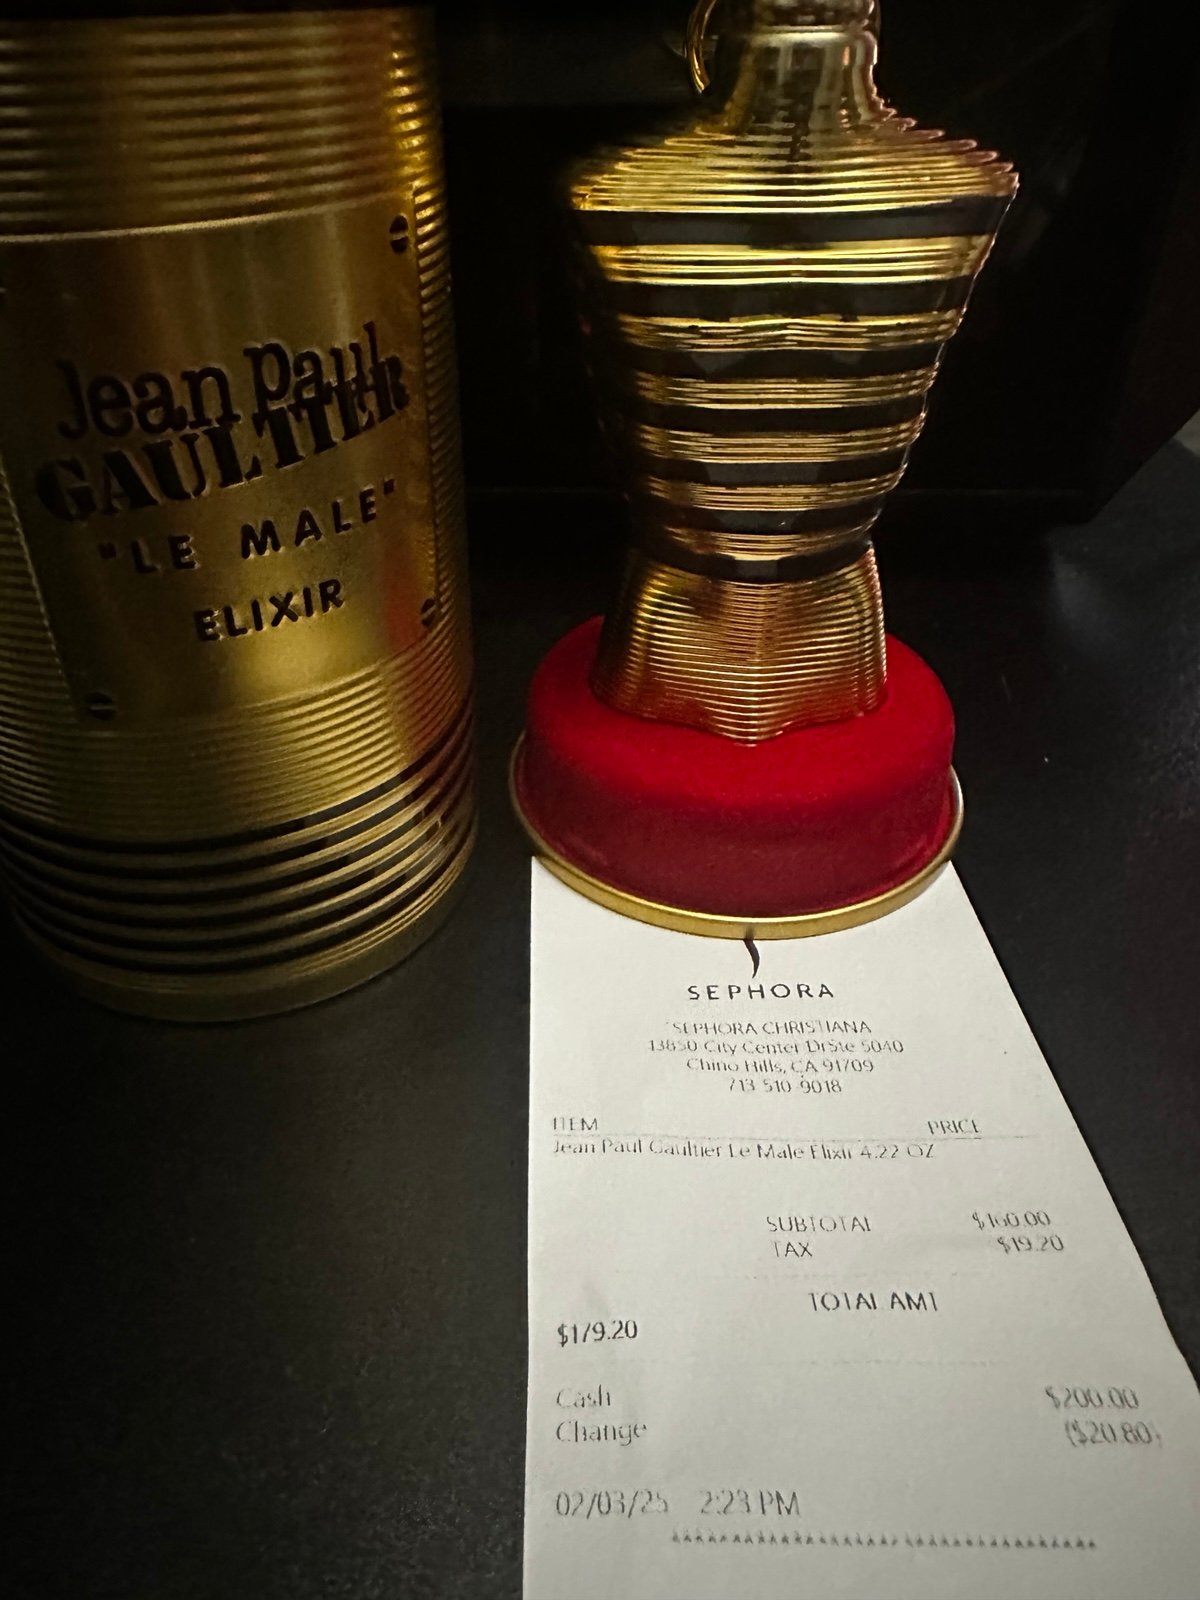 Jean Paul
GAULTIER
"LE MALE"
ELIXIR
SEPHORA
SEPHORA CHRISTIANA
13850 City Center DrSte 5040
Chino Hills, CA 91709
713 510-9018
ITEM PRICE
Jean Paul Gaultier Le Male Elixir 4.22 OZ
SUBTOTAL $160.00
TAX $19.20
TOTAL AMT
$179.20
Cash $200.00
Change ($20.80)
02/03/25 2:23 PM